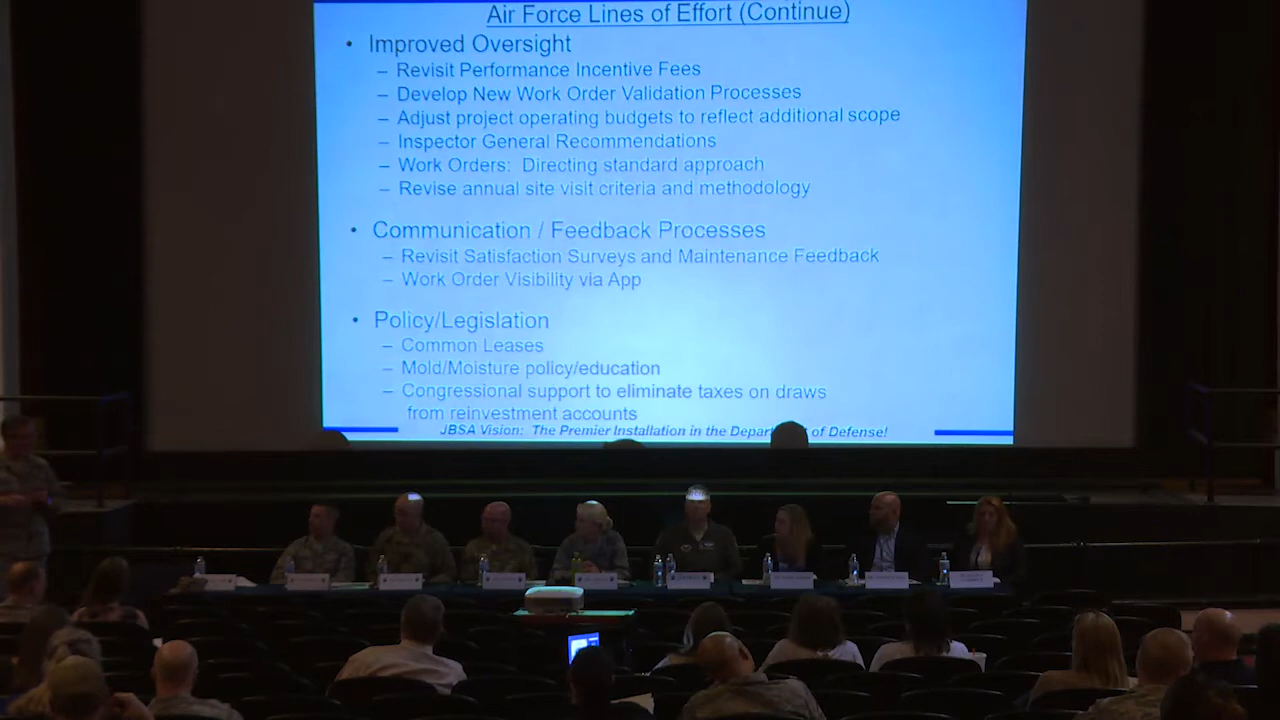 Air Force Lines of Effort (Continue)
• Improved Oversight
– Revisit Performance Incentive Fees
– Develop New Work Order Validation Processes
– Adjust project operating budgets to reflect additional scope
– Inspector General Recommendations
– Work Orders: Directing standard approach
– Revise annual site visit criteria and methodology
• Communication / Feedback Processes
– Revisit Satisfaction Surveys and Maintenance Feedback
– Work Order Visibility via App
• Policy/Legislation
– Common Leases
– Mold/Moisture policy/education
– Congressional support to eliminate taxes on draws
from reinvestment accounts
JBSA Vision: The Premier Installation in the Depar of Defense!